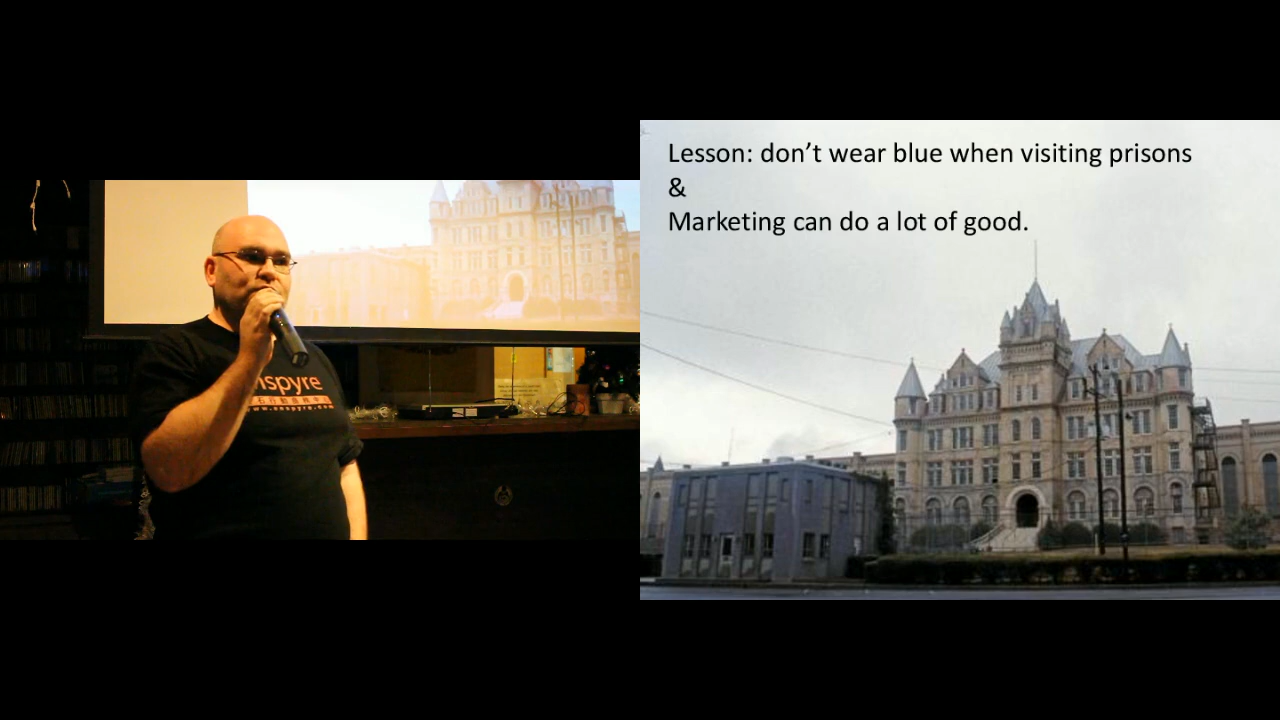 Lesson: don’t wear blue when visiting prisons
&
Marketing can do a lot of good.
nspyre